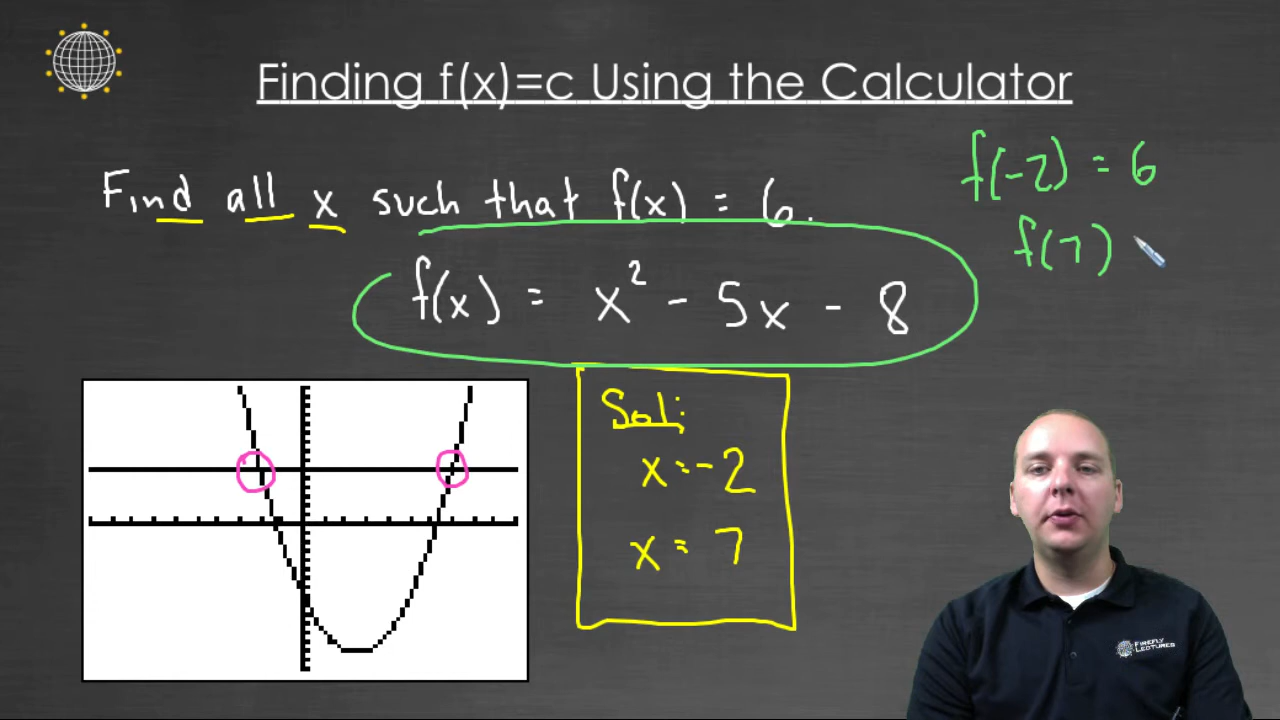 Finding f(x)=c Using the Calculator
Find all x such that f(x) = 6.
f(-2) = 6
f(7)
f(x) = x² - 5x - 8
Sol:
x = -2
x = 7
FIREFLY
LECTURES